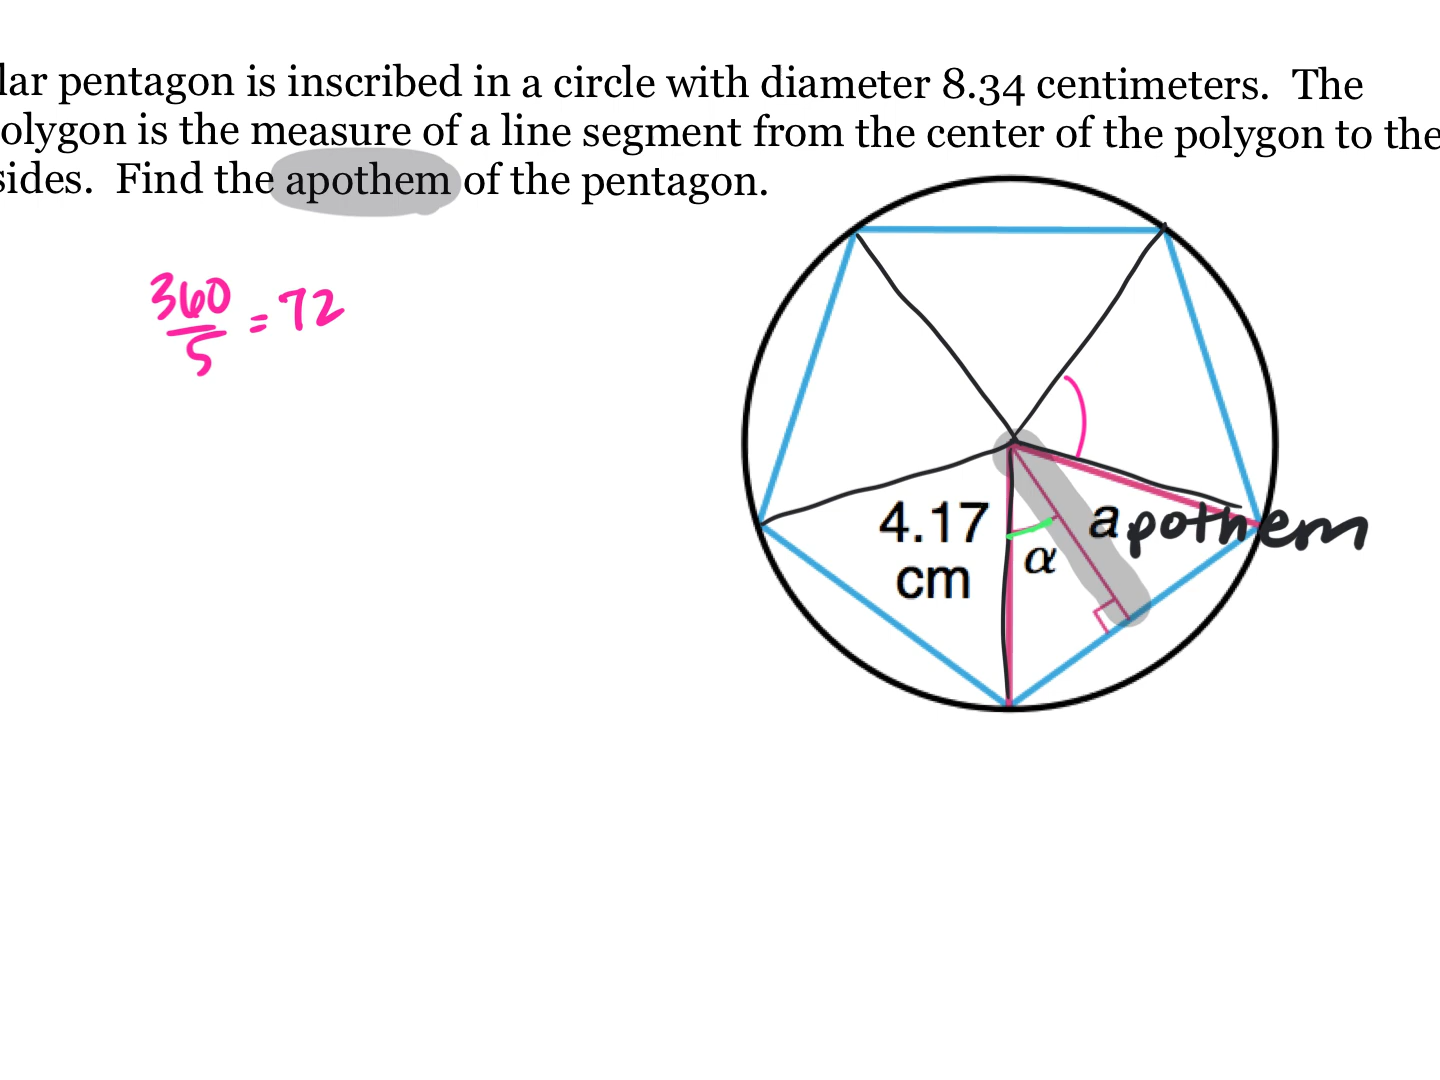 lar pentagon is inscribed in a circle with diameter 8.34 centimeters. The
olygon is the measure of a line segment from the center of the polygon to the
sides. Find the apothem of the pentagon.
360
5
= 72
4.17
cm
α
apothem